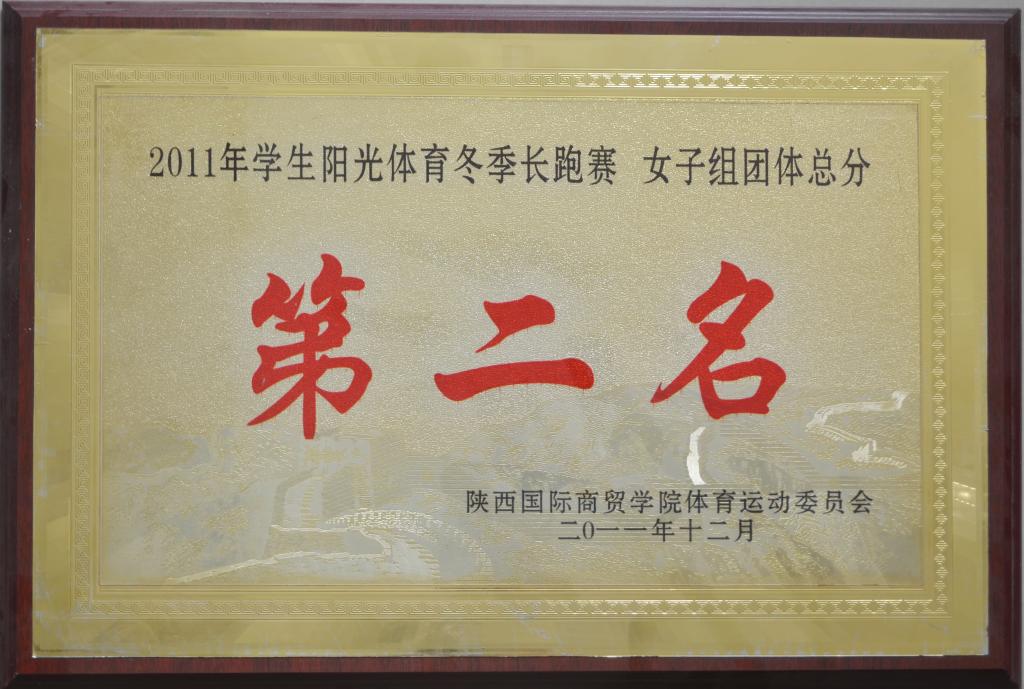 2011年学生阳光体育冬季长跑赛 女子组团体总分
第二名
陕西国际商贸学院体育运动委员会
二〇一一年十二月